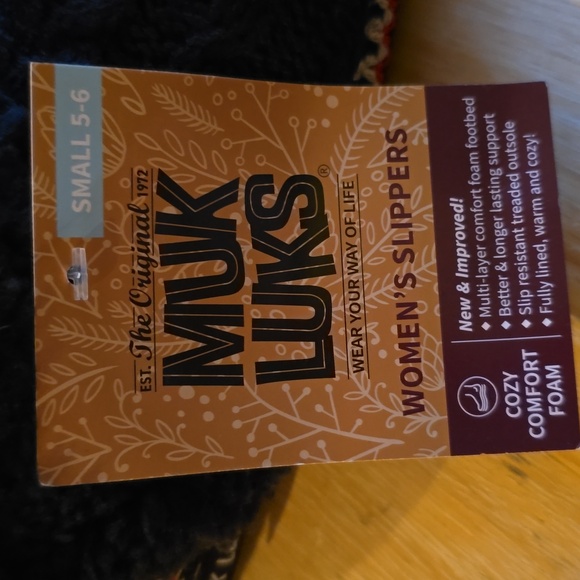 SMALL 5-6
EST. The Original 1972
MUK
LUKS®
WEAR YOUR WAY OF LIFE
WOMEN'S SLIPPERS
COZY
COMFORT
FOAM
New & Improved!
◆ Multi-layer comfort foam footbed
◆ Better & longer lasting support
◆ Slip resistant treaded outsole
◆ Fully lined, warm and cozy!